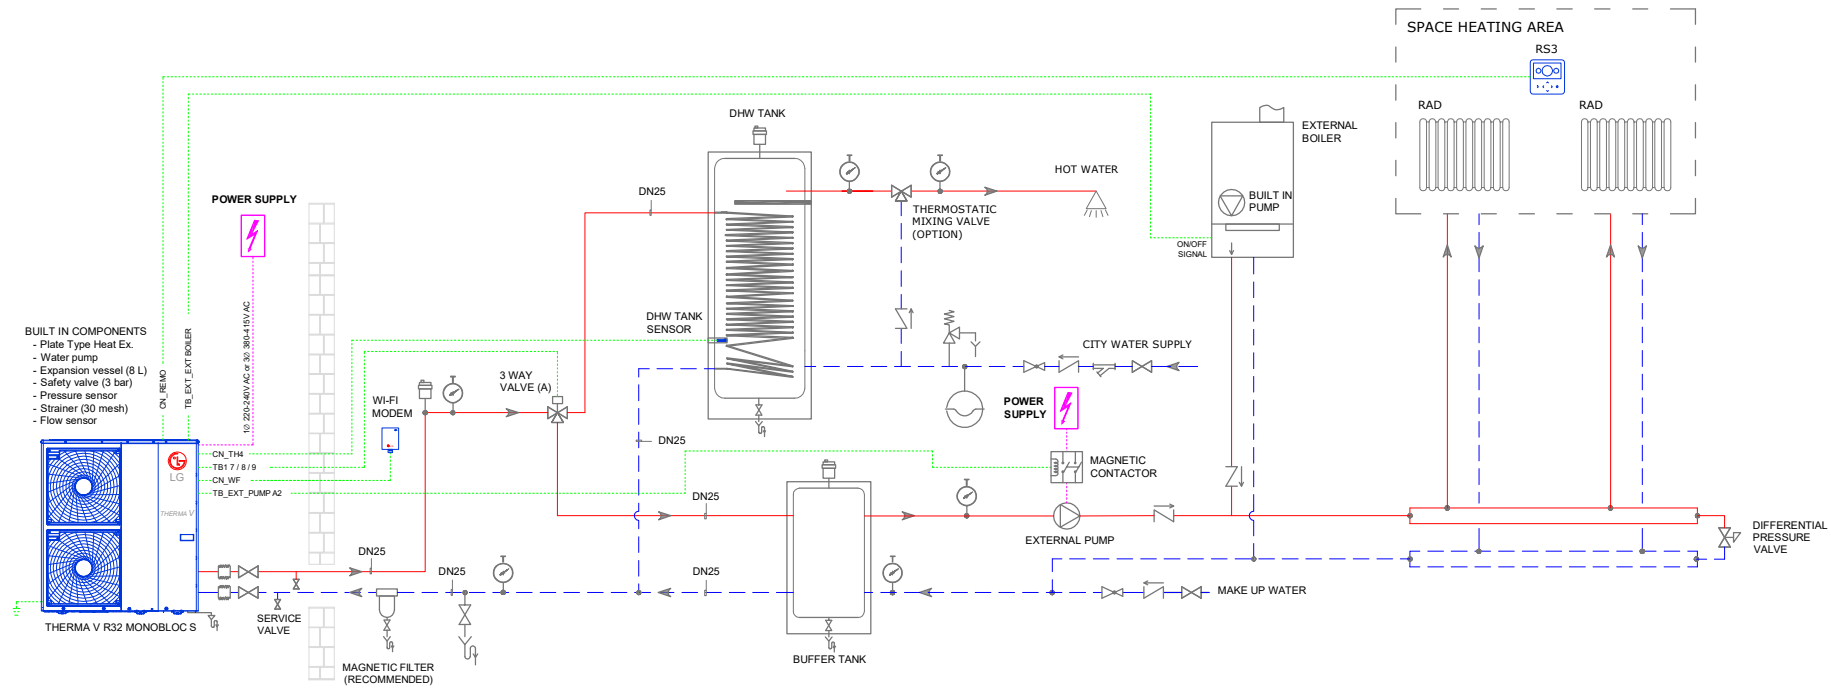 SPACE HEATING AREA
RS3
RAD
RAD
DHW TANK
EXTERNAL
BOILER
HOT WATER
DN25
POWER SUPPLY
BUILT IN
PUMP
THERMOSTATIC
MIXING VALVE
(OPTION)
ON/OFF
SIGNAL
DHW TANK
SENSOR
CITY WATER SUPPLY
1∅ 220-240V AC or 3∅ 380-415V AC
TB_EXT_EXT BOILER
CN_REMO
BUILT IN COMPONENTS
- Plate Type Heat Ex.
- Water pump
- Expansion vessel (8 L)
- Safety valve (3 bar)
- Pressure sensor
- Strainer (30 mesh)
- Flow sensor
3 WAY
VALVE (A)
WI-FI
MODEM
POWER
SUPPLY
DN25
CN_TH4
TB1 7 / 8 / 9
CN_WF
TB_EXT_PUMP A2
LG
THERMA V
MAGNETIC
CONTACTOR
DN25
EXTERNAL PUMP
DIFFERENTIAL
PRESSURE
VALVE
DN25
DN25
DN25
MAKE UP WATER
SERVICE
VALVE
THERMA V R32 MONOBLOC S
BUFFER TANK
MAGNETIC FILTER
(RECOMMENDED)